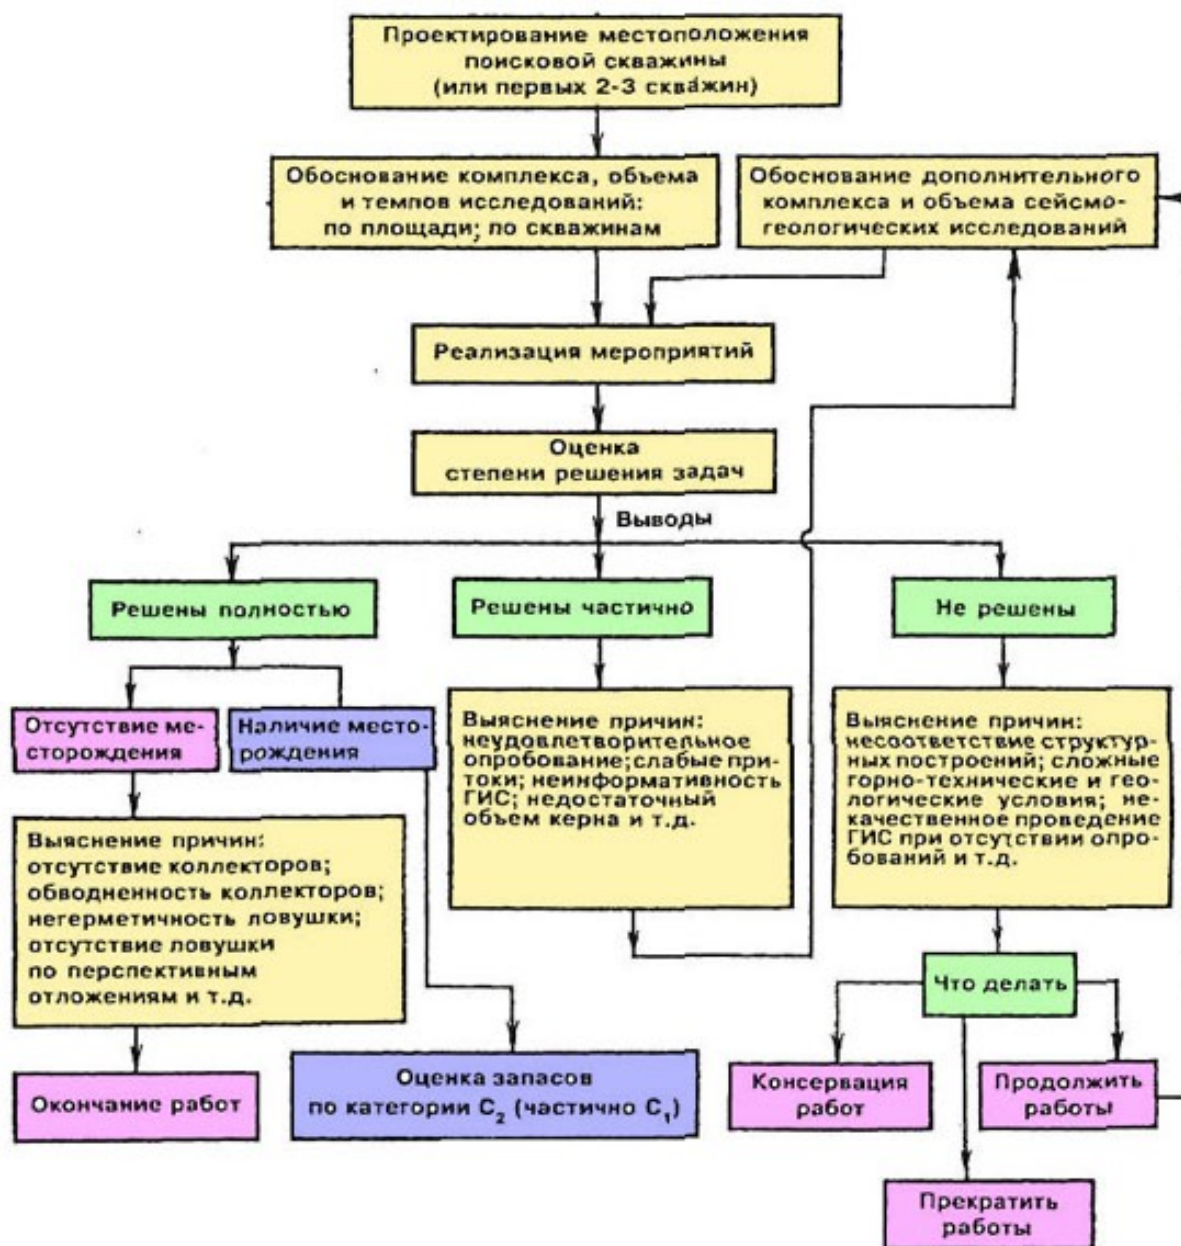 Проектирование местоположения
поисковой скважины
(или первых 2-3 скважин)
Обоснование комплекса, объема
и темпов исследований:
по площади; по скважинам
Обоснование дополнительного
комплекса и объема сейсмо-
геологических исследований
Реализация мероприятий
Оценка
степени решения задач
Выводы
Решены полностью
Решены частично
Не решены
Отсутствие ме-
сторождения
Наличие место-
рождения
Выяснение причин:
неудовлетворительное
опробование; слабые при-
токи; неинформативность
ГИС; недостаточный
объем керна и т.д.
Выяснение причин:
несоответствие структур-
ных построений; сложные
горно-технические и гео-
логические условия; не-
качественное проведение
ГИС при отсутствии опро-
бований и т.д.
Выяснение причин:
отсутствие коллекторов;
обводненность коллекторов;
негерметичность ловушки;
отсутствие ловушки
по перспективным
отложениям и т.д.
Что делать
Окончание работ
Оценка запасов
по категории C₂ (частично C₁)
Консервация
работ
Продолжить
работы
Прекратить
работы